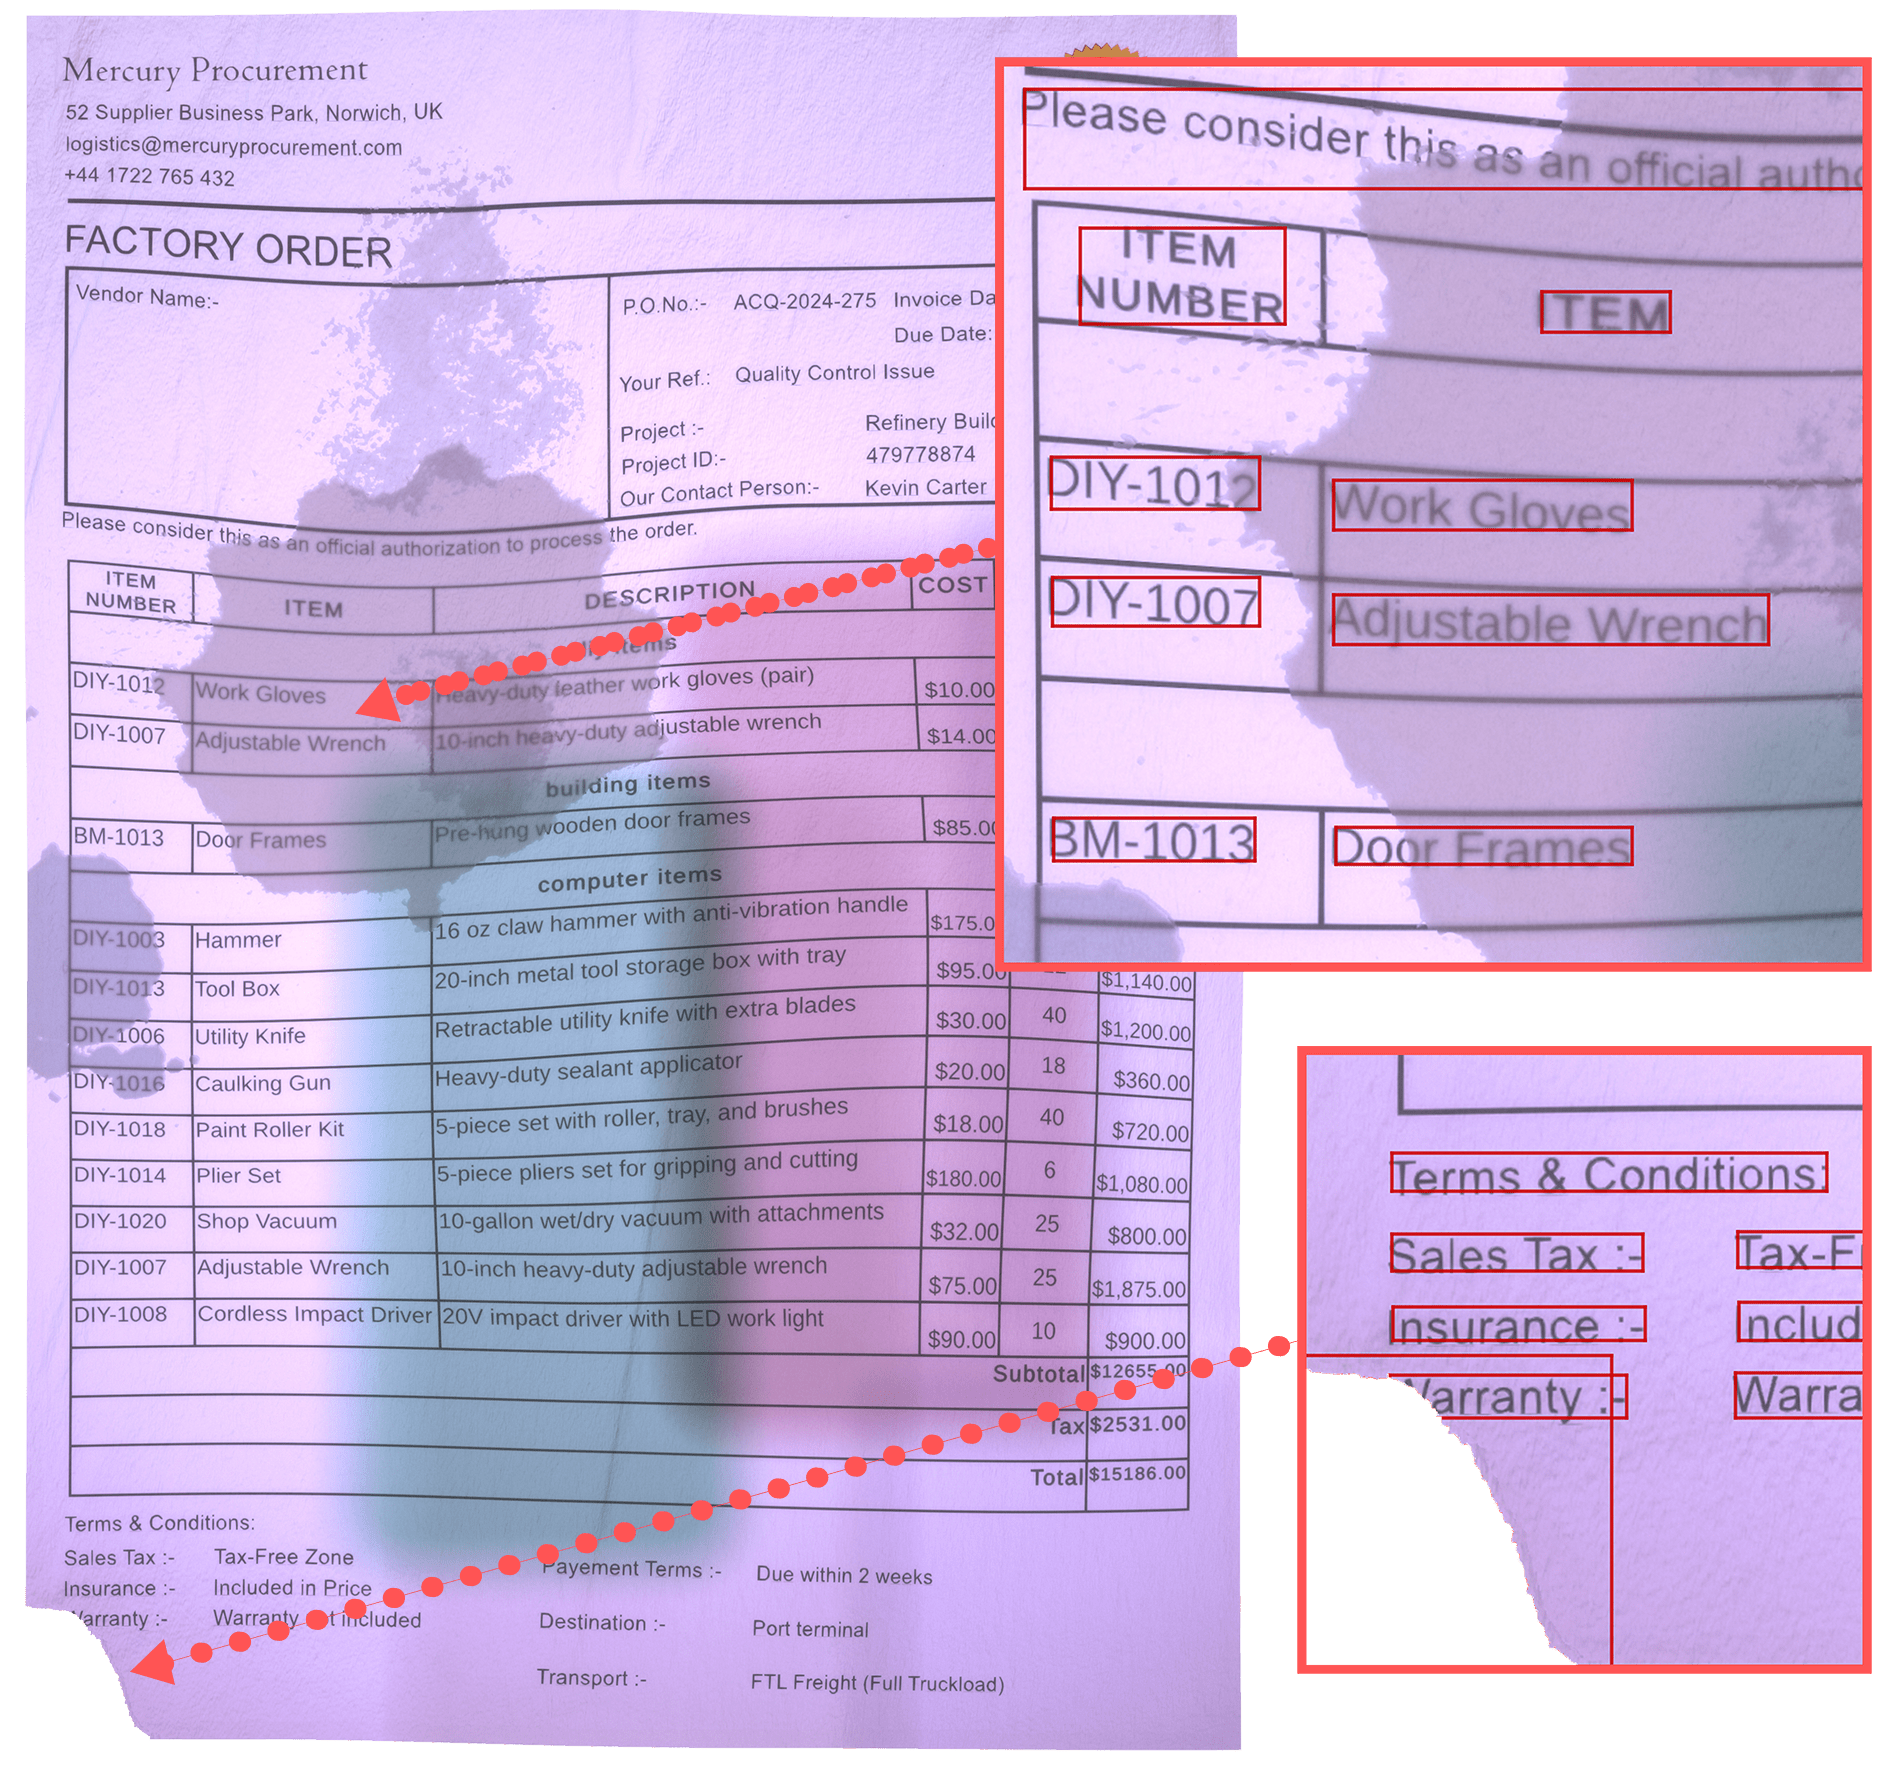 Mercury Procurement
52 Supplier Business Park, Norwich, UK
logistics@mercuryprocurement.com
+44 1722 765 432
FACTORY ORDER
Vendor Name:-
P.O.No.:- ACQ-2024-275 Invoice Da
Due Date:
Your Ref.: Quality Control Issue
Project :- Refinery Buil
Project ID:- 479778874
Our Contact Person:- Kevin Carter
Please consider this as an official authorization to process the order.
ITEM NUMBER ITEM DESCRIPTION COST
items
DIY-1012 Work Gloves Heavy-duty leather work gloves (pair) $10.00
DIY-1007 Adjustable Wrench 10-inch heavy-duty adjustable wrench $14.00
building items
BM-1013 Door Frames Pre-hung wooden door frames $85.00
computer items
DIY-1003 Hammer 16 oz claw hammer with anti-vibration handle $175.0
DIY-1013 Tool Box 20-inch metal tool storage box with tray $95.00 $1,140.00
DIY-1006 Utility Knife Retractable utility knife with extra blades $30.00 40 $1,200.00
DIY-1016 Caulking Gun Heavy-duty sealant applicator $20.00 18 $360.00
DIY-1018 Paint Roller Kit 5-piece set with roller, tray, and brushes $18.00 40 $720.00
DIY-1014 Plier Set 5-piece pliers set for gripping and cutting $180.00 6 $1,080.00
DIY-1020 Shop Vacuum 10-gallon wet/dry vacuum with attachments $32.00 25 $800.00
DIY-1007 Adjustable Wrench 10-inch heavy-duty adjustable wrench $75.00 25 $1,875.00
DIY-1008 Cordless Impact Driver 20V impact driver with LED work light $90.00 10 $900.00
Subtotal $12655.00
Tax $2531.00
Total $15186.00
Terms & Conditions:
Sales Tax :- Tax-Free Zone
Insurance :- Included in Price
Warranty :- Warranty included
Payement Terms :- Due within 2 weeks
Destination :- Port terminal
Transport :- FTL Freight (Full Truckload)
Please consider this as an official autho
ITEM
NUMBER
ITEM
DIY-1012 Work Gloves
DIY-1007 Adjustable Wrench
BM-1013 Door Frames
Terms & Conditions:
Sales Tax :- Tax-F
Insurance :- Includ
Warranty :- Warra